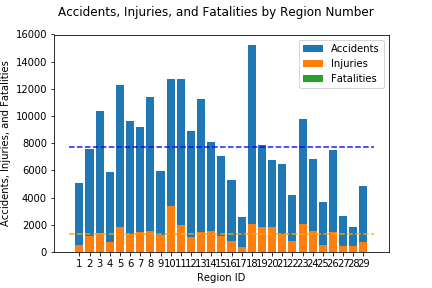 Accidents, Injuries, and Fatalities by Region Number
Accidents, Injuries, and Fatalities
16000
14000
12000
10000
8000
6000
4000
2000
0
Accidents
Injuries
Fatalities
1 2 3 4 5 6 7 8 9 10 11 12 13 14 15 16 17 18 19 20 21 22 23 24 25 26 27 28 29
Region ID